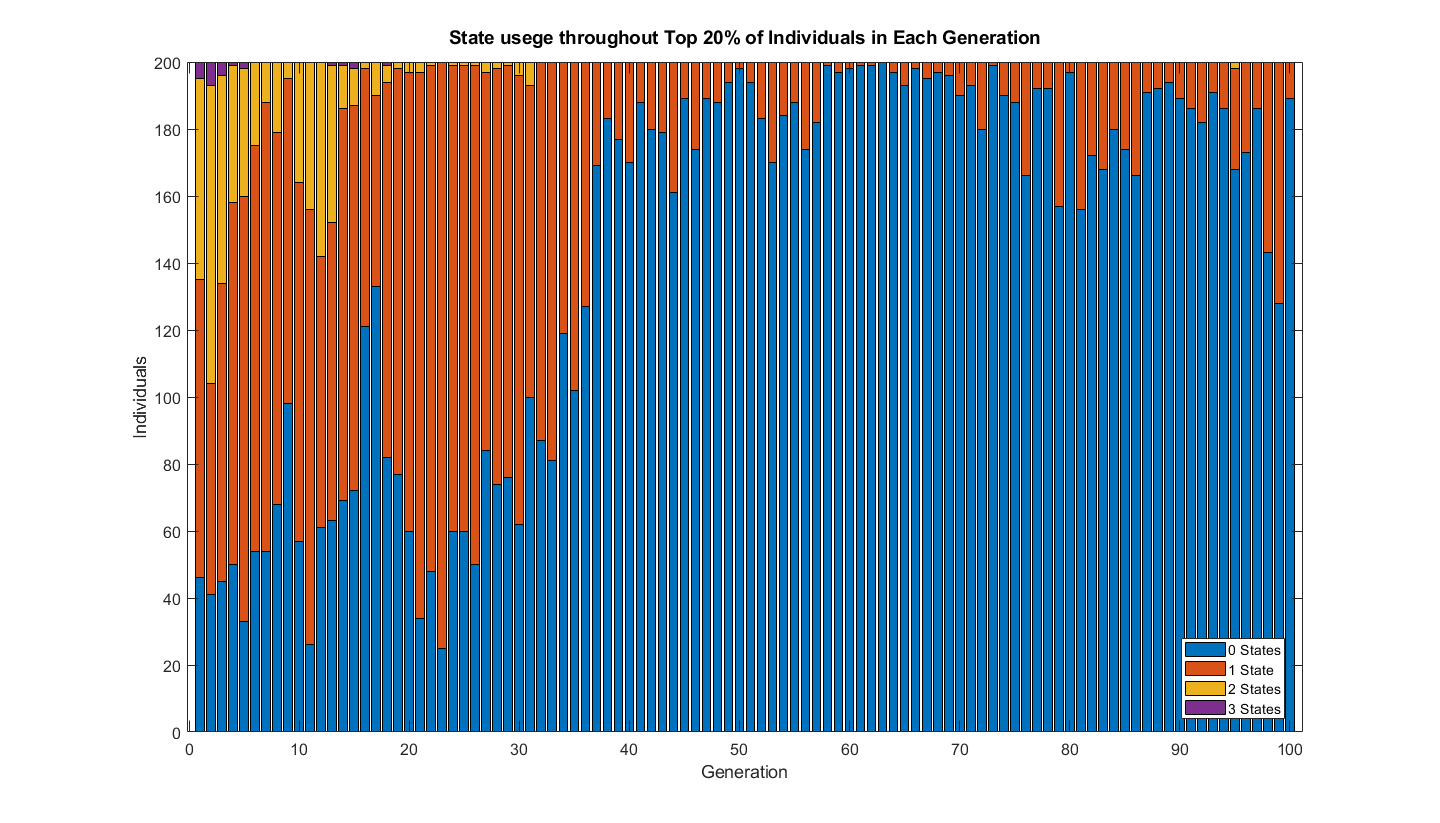 State usege throughout Top 20% of Individuals in Each Generation
200
180
160
140
120
100
80
60
40
20
0
Individuals
0 States
1 State
2 States
3 States
0 10 20 30 40 50 60 70 80 90 100
Generation